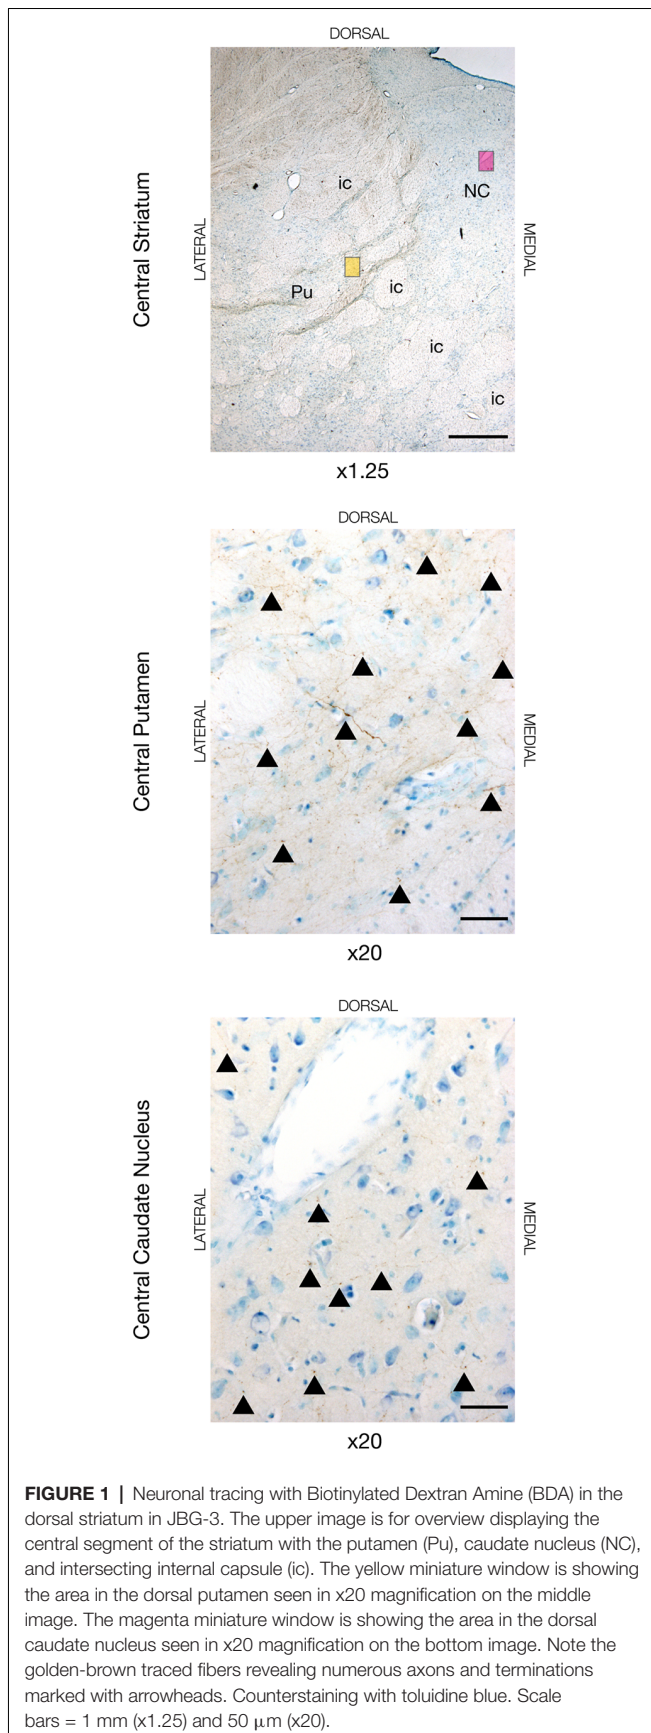 DORSAL
Central Striatum
LATERAL
MEDIAL
ic
NC
Pu
ic
ic
ic
x1.25
DORSAL
Central Putamen
LATERAL
MEDIAL
x20
DORSAL
Central Caudate Nucleus
LATERAL
MEDIAL
x20
FIGURE 1 | Neuronal tracing with Biotinylated Dextran Amine (BDA) in the
dorsal striatum in JBG-3. The upper image is for overview displaying the
central segment of the striatum with the putamen (Pu), caudate nucleus (NC),
and intersecting internal capsule (ic). The yellow miniature window is showing
the area in the dorsal putamen seen in x20 magnification on the middle
image. The magenta miniature window is showing the area in the dorsal
caudate nucleus seen in x20 magnification on the bottom image. Note the
golden-brown traced fibers revealing numerous axons and terminations
marked with arrowheads. Counterstaining with toluidine blue. Scale
bars = 1 mm (x1.25) and 50 μm (x20).